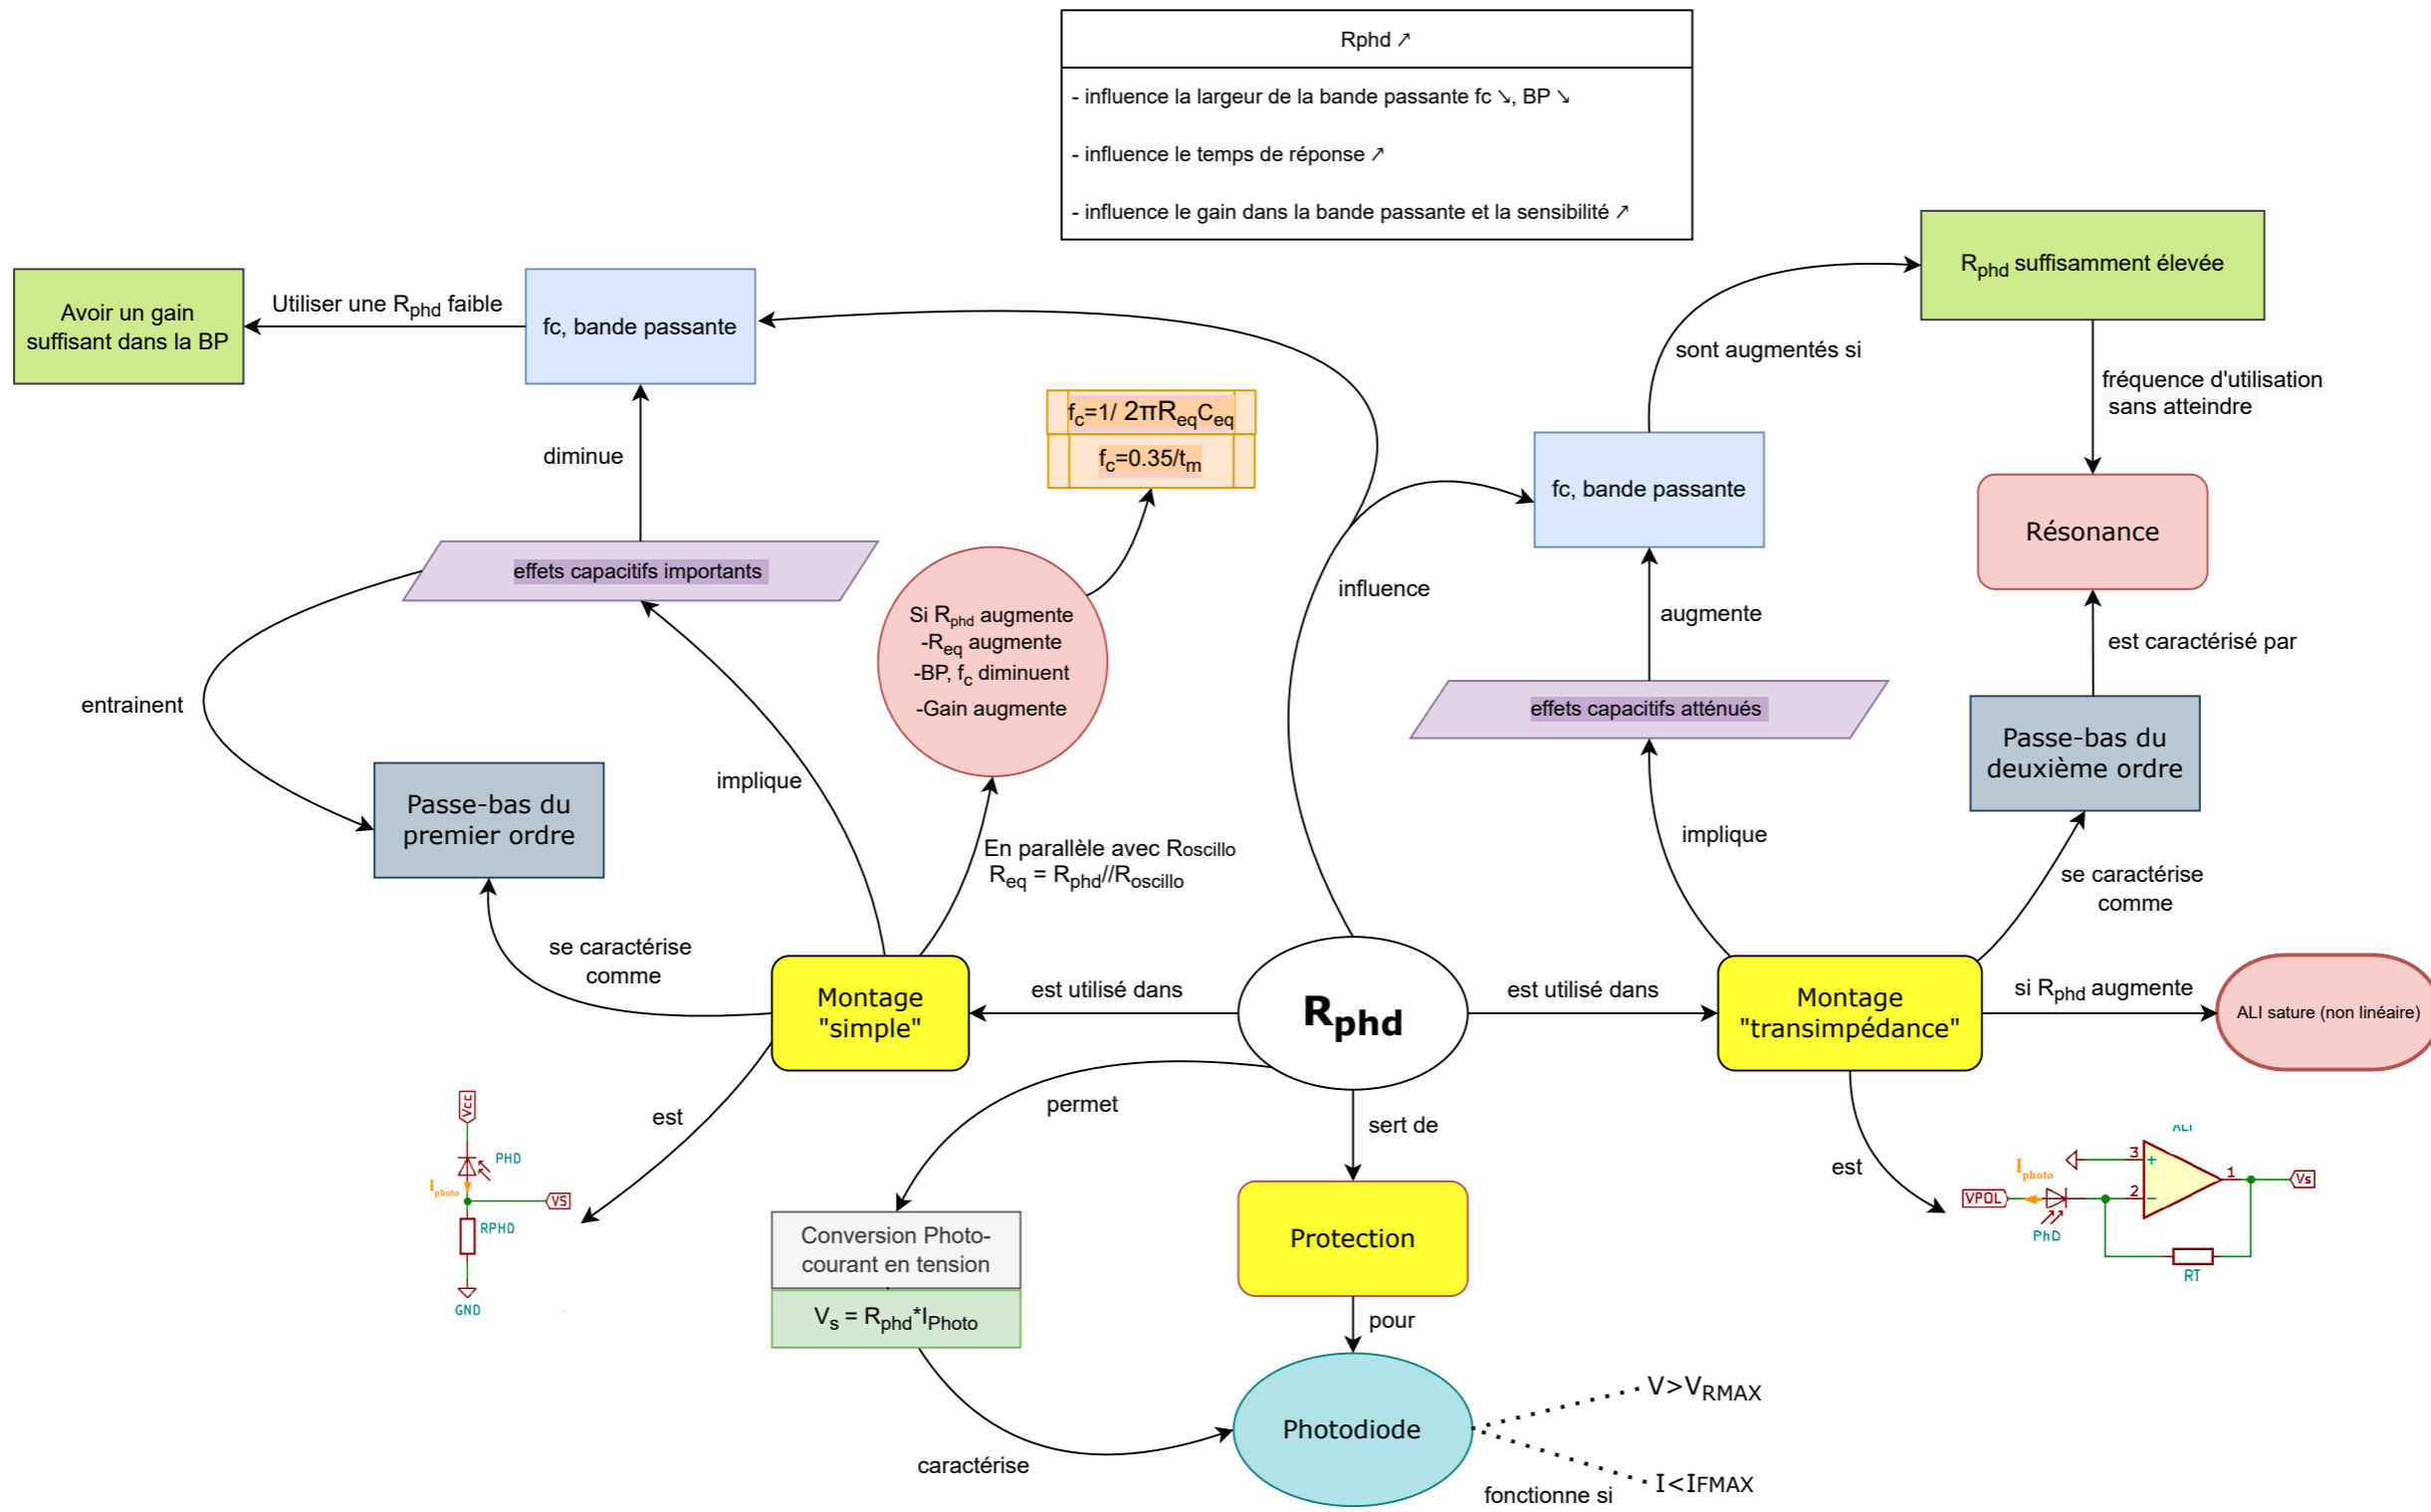 Rphd ↗
- influence la largeur de la bande passante fc ↘, BP ↘
- influence le temps de réponse ↗
- influence le gain dans la bande passante et la sensibilité ↗
Avoir un gain
suffisant dans la BP
Utiliser une Rphd faible
fc, bande passante
diminue
effets capacitifs importants
entrainent
Passe-bas du
premier ordre
se caractérise
comme
implique
fc=1/ 2πReqCeq
fc=0.35/tm
Si Rphd augmente
-Req augmente
-BP, fc diminuent
-Gain augmente
En parallèle avec Roscillo
Req = Rphd//Roscillo
Montage
"simple"
est utilisé dans
Rphd
est utilisé dans
influence
Rphd suffisamment élevée
sont augmentés si
fréquence d'utilisation
sans atteindre
fc, bande passante
Résonance
augmente
est caractérisé par
effets capacitifs atténués
Passe-bas du
deuxième ordre
implique
se caractérise
comme
Montage
"transimpédance"
si Rphd augmente
ALI sature (non linéaire)
est
Vcc
PHD
Iphoto
VS
RPHD
GND
permet
Conversion Photo-
courant en tension
Vs = Rphd*IPhoto
caractérise
sert de
Protection
pour
Photodiode
V>VRMAX
I<IFMAX
fonctionne si
est
ALI
Iphoto
VPOL
PhD
3
+
2
−
1
Vs
RT